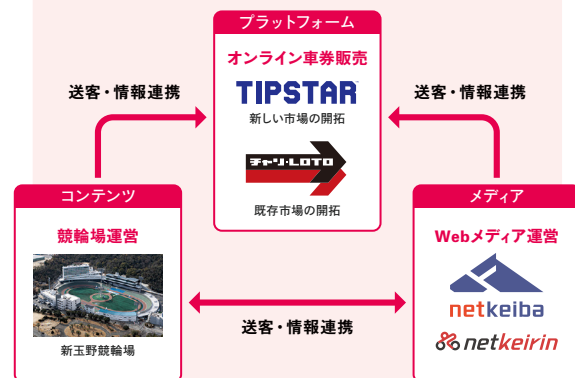 プラットフォーム
オンライン車券販売
TIPSTAR
新しい市場の開拓
チャリ・LOTO
既存市場の開拓
送客・情報連携
送客・情報連携
コンテンツ
競輪場運営
新玉野競輪場
メディア
Webメディア運営
netkeiba
netkeirin
送客・情報連携